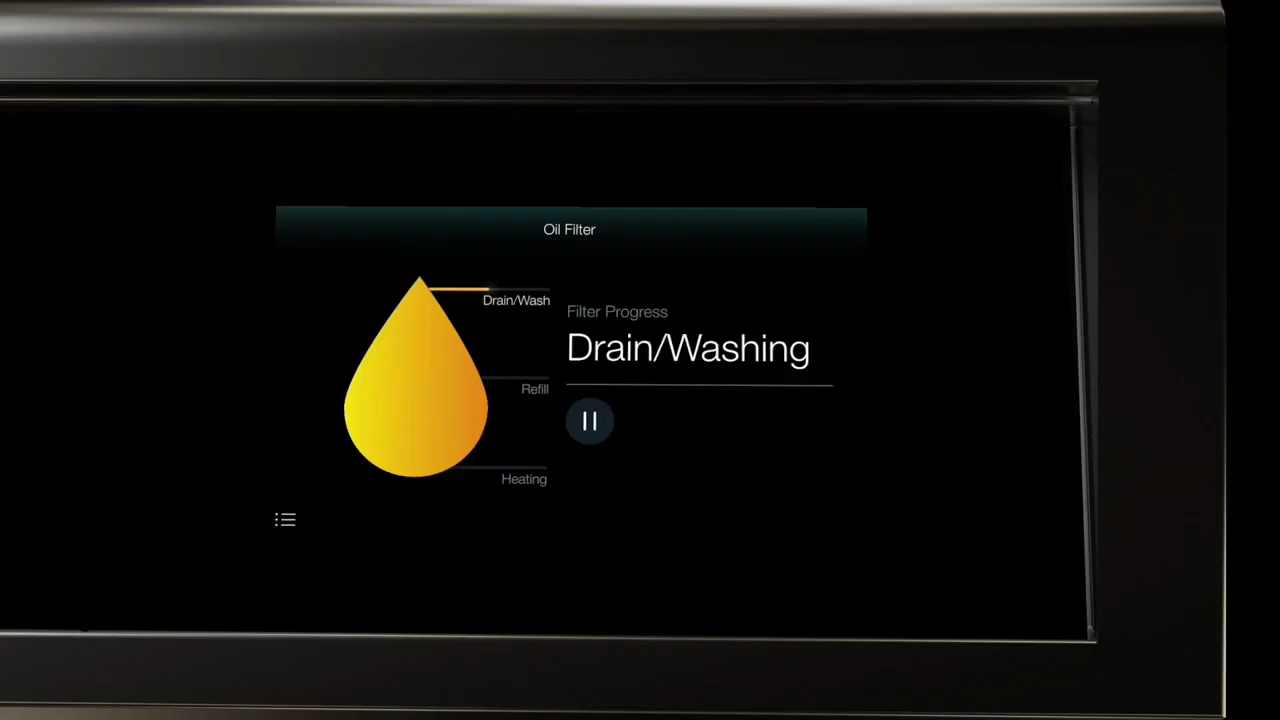 Oil Filter
Drain/Wash
Filter Progress
Drain/Washing
Refill
Heating